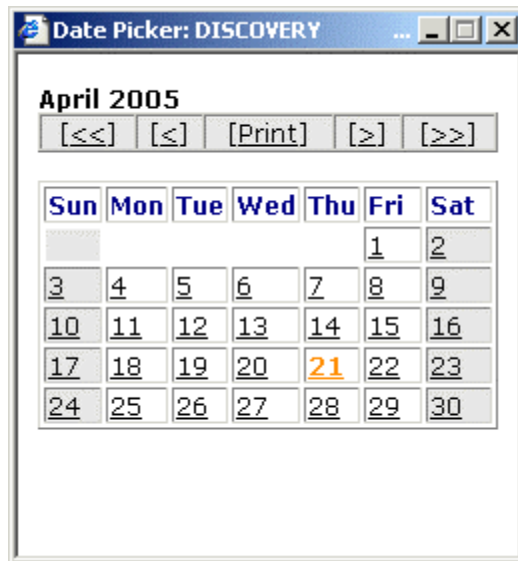 Date Picker: DISCOVERY ...
April 2005
[<<] [<] [Print] [>] [>>]
Sun Mon Tue Wed Thu Fri Sat
1 2
3 4 5 6 7 8 9
10 11 12 13 14 15 16
17 18 19 20 21 22 23
24 25 26 27 28 29 30